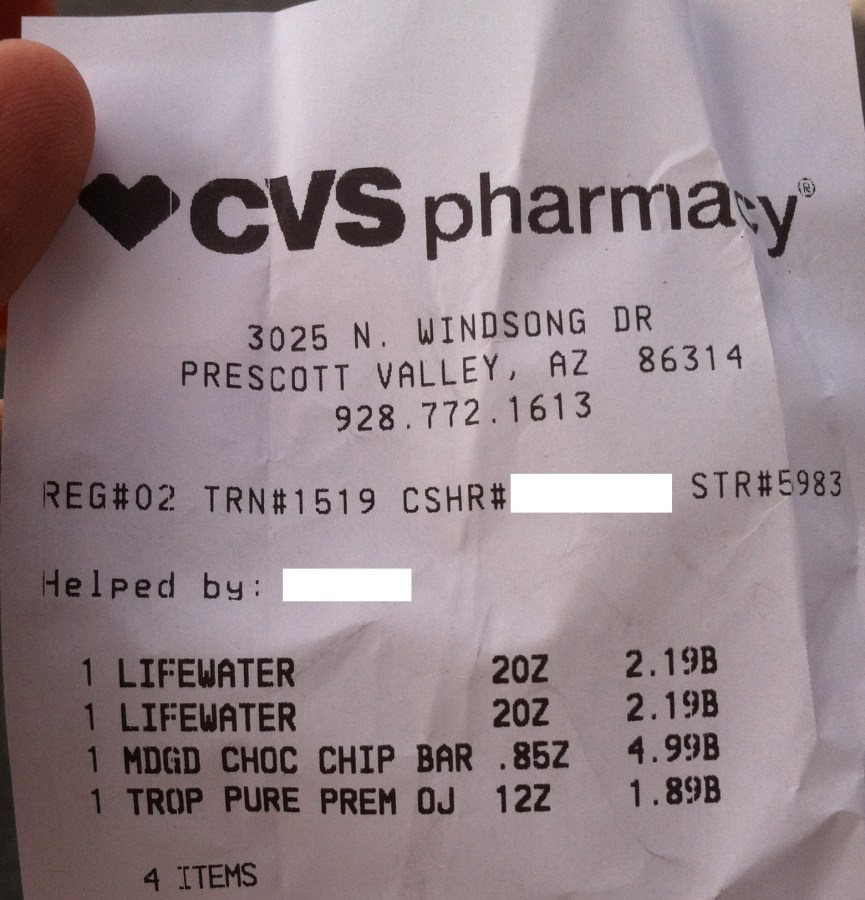 CVS pharmacy®
3025 N. WINDSONG DR
PRESCOTT VALLEY, AZ 86314
928.772.1613
REG#02 TRN#1519 CSHR# STR#5983
Helped by:
1 LIFEWATER 20Z 2.19B
1 LIFEWATER 20Z 2.19B
1 MDGD CHOC CHIP BAR .85Z 4.99B
1 TROP PURE PREM OJ 12Z 1.89B
4 ITEMS